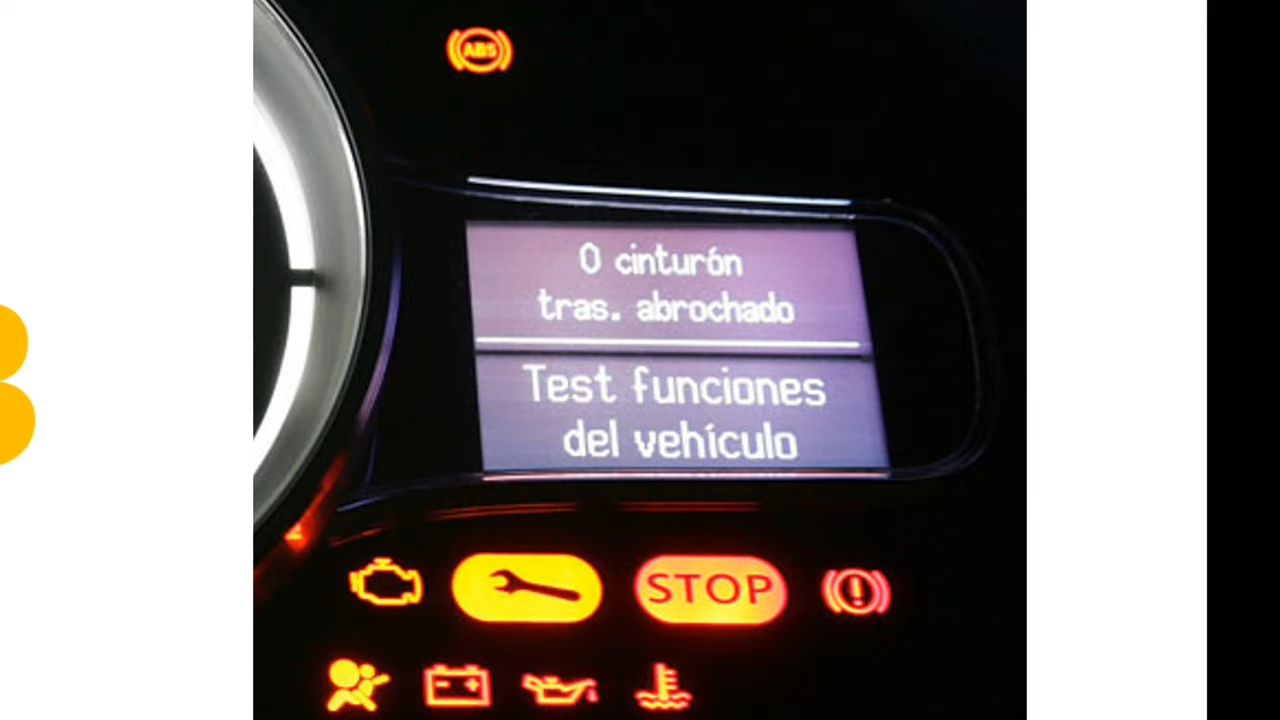 ABS
0 cinturón
tras. abrochado
Test funciones
del vehículo
STOP